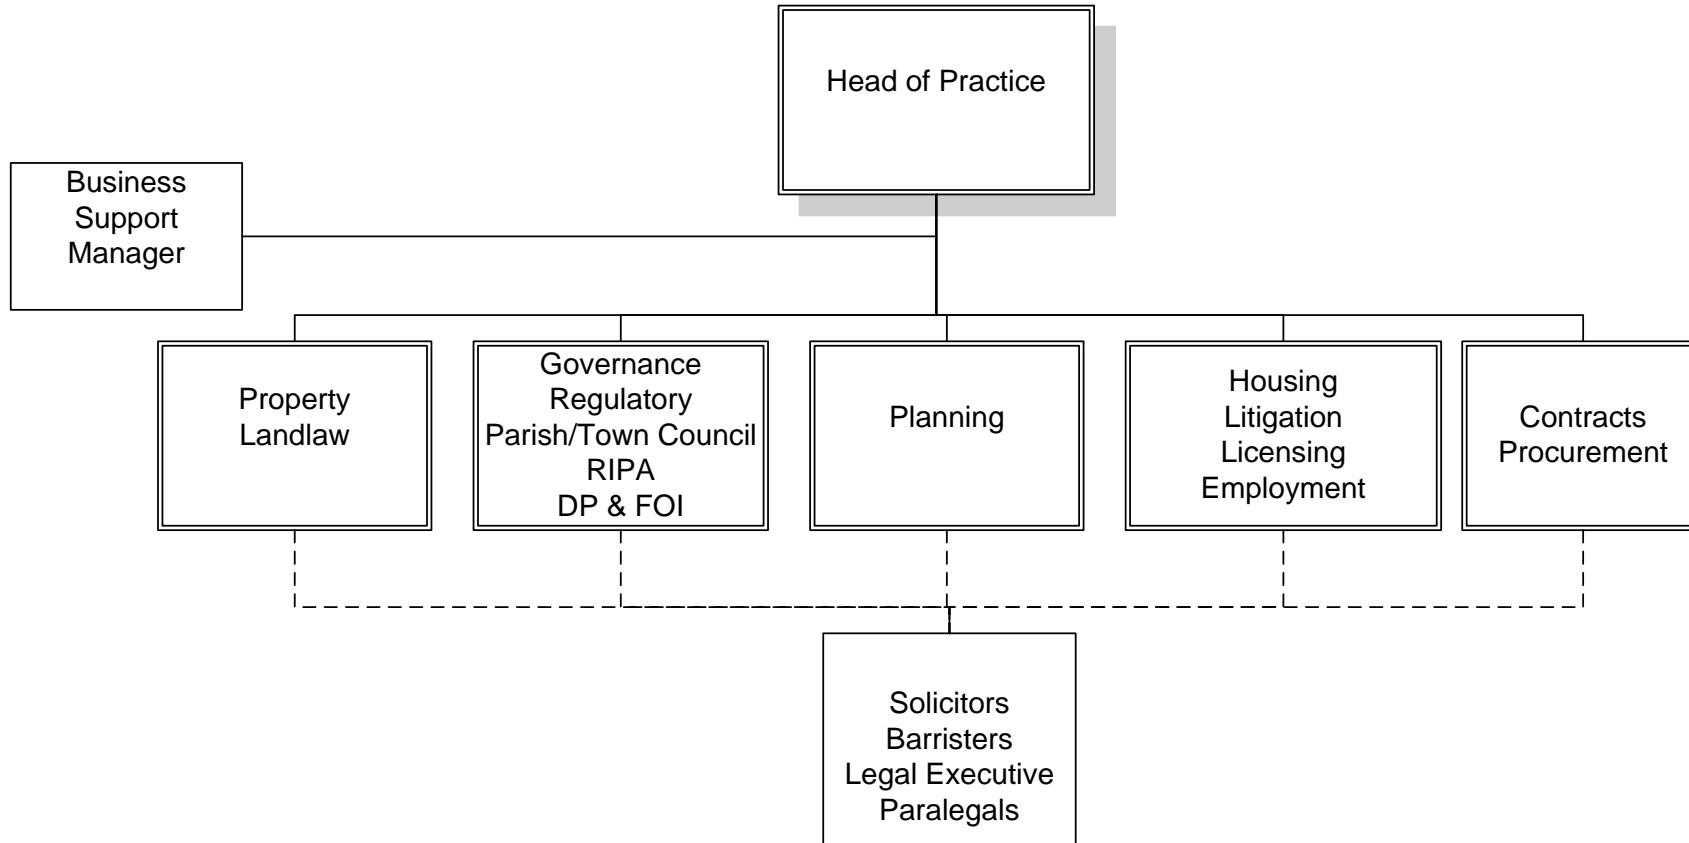 Head of Practice
Business
Support
Manager
Property
Landlaw
Governance
Regulatory
Parish/Town Council
RIPA
DP & FOI
Planning
Housing
Litigation
Licensing
Employment
Contracts
Procurement
Solicitors
Barristers
Legal Executive
Paralegals